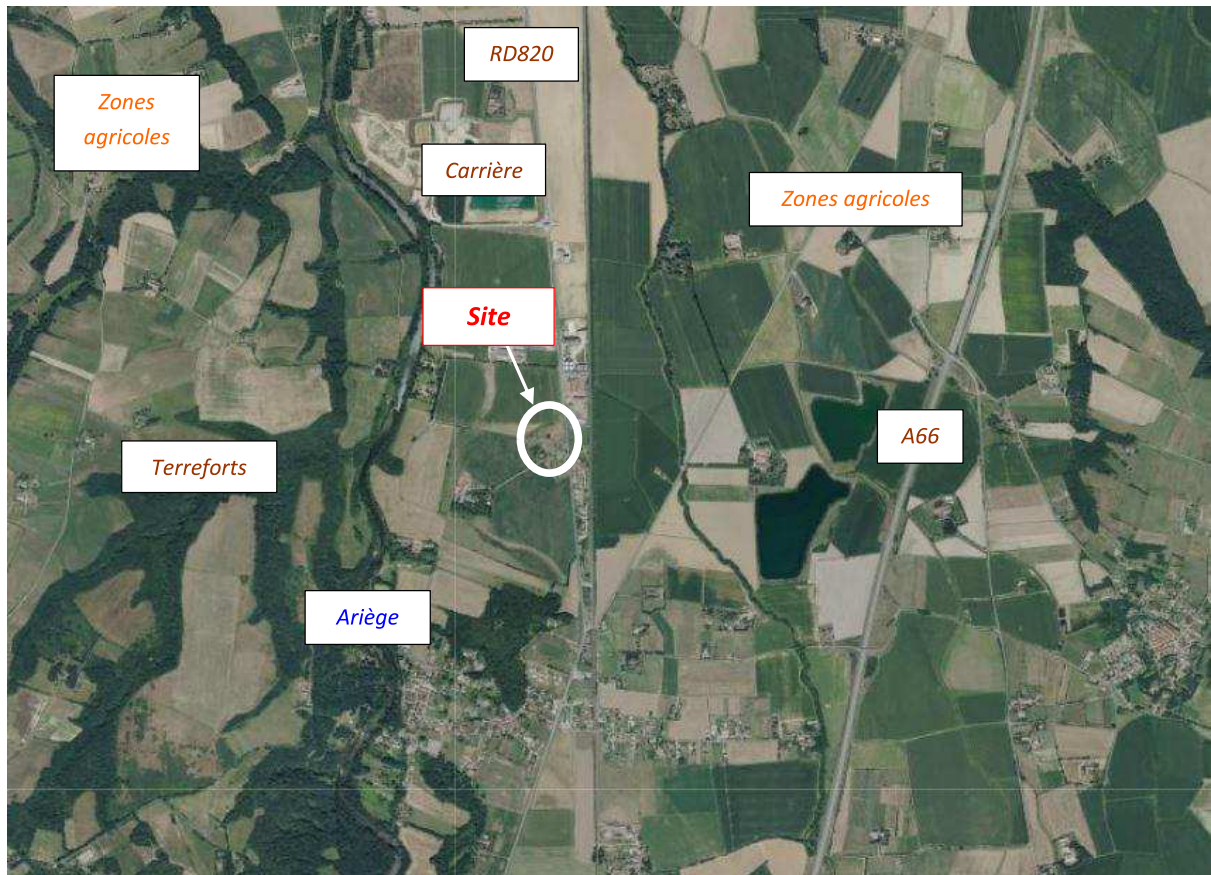 RD820
Zones
agricoles
Carrière
Zones agricoles
Site
A66
Terreforts
Ariège